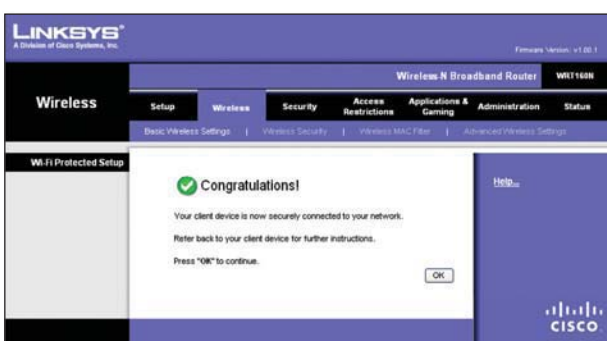 LINKSYS®
A Division of Cisco Systems, Inc.
Firmware Version: v1.00.1
Wireless-N Broadband Router WRT160N
Wireless
Setup Wireless Security Access Restrictions Applications & Gaming Administration Status
Basic Wireless Settings | Wireless Security | Wireless MAC Filter | Advanced Wireless Settings
Wi-Fi Protected Setup
Congratulations!
Help...
Your client device is now securely connected to your network.
Refer back to your client device for further instructions.
Press "OK" to continue.
OK
CISCO